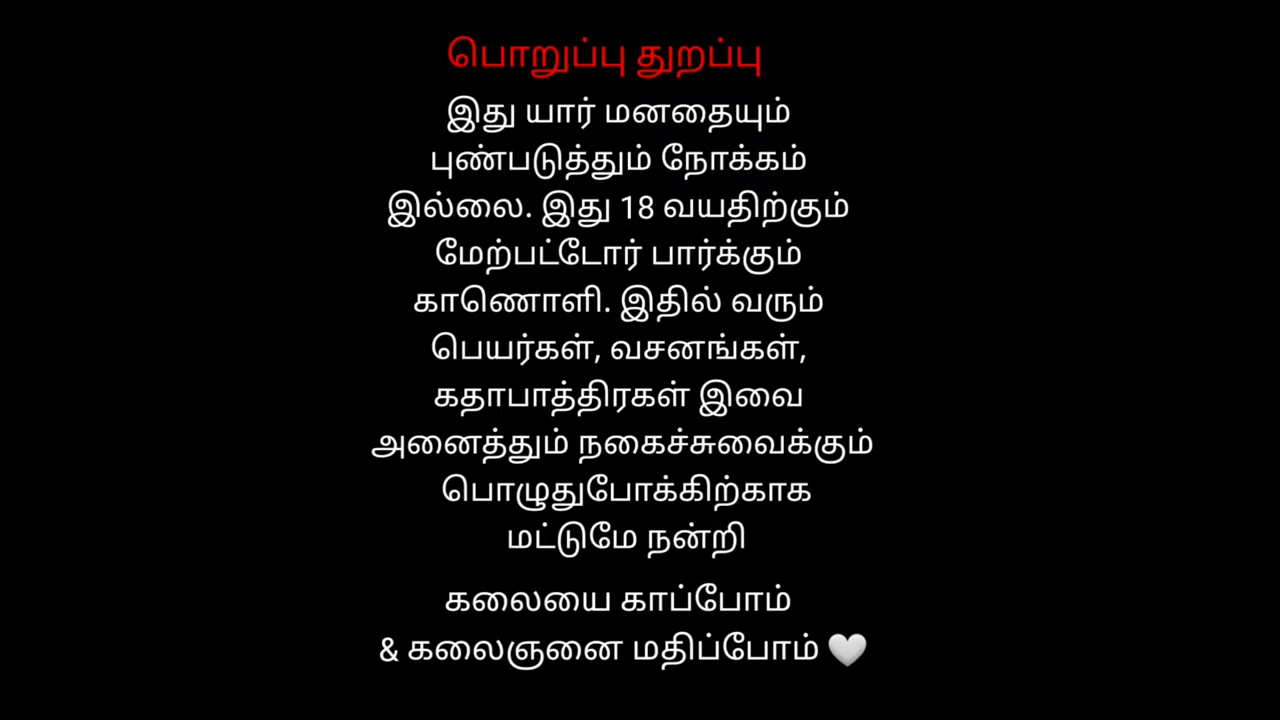 பொறுப்பு துறப்பு
இது யார் மனதையும்
புண்படுத்தும் நோக்கம்
இல்லை. இது 18 வயதிற்கும்
மேற்பட்டோர் பார்க்கும்
காணொளி. இதில் வரும்
பெயர்கள், வசனங்கள்,
கதாபாத்திரகள் இவை
அனைத்தும் நகைச்சுவைக்கும்
பொழுதுபோக்கிற்காக
மட்டுமே நன்றி
கலையை காப்போம்
& கலைஞனை மதிப்போம் 🤍